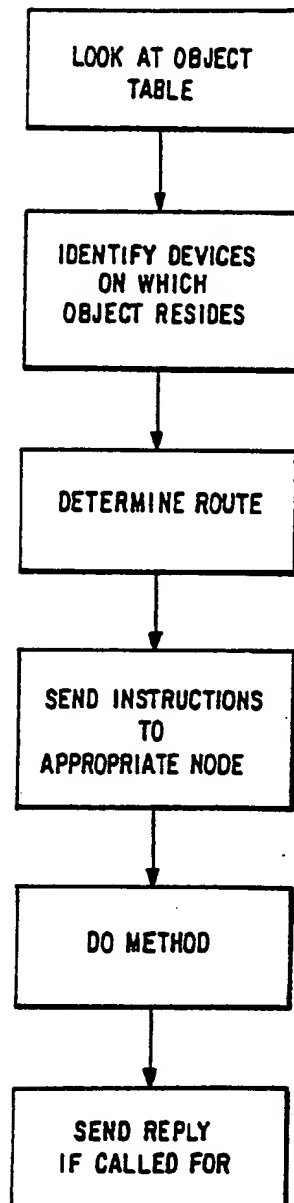 LOOK AT OBJECT
TABLE
IDENTIFY DEVICES
ON WHICH
OBJECT RESIDES
DETERMINE ROUTE
SEND INSTRUCTIONS
TO
APPROPRIATE NODE
DO METHOD
SEND REPLY
IF CALLED FOR